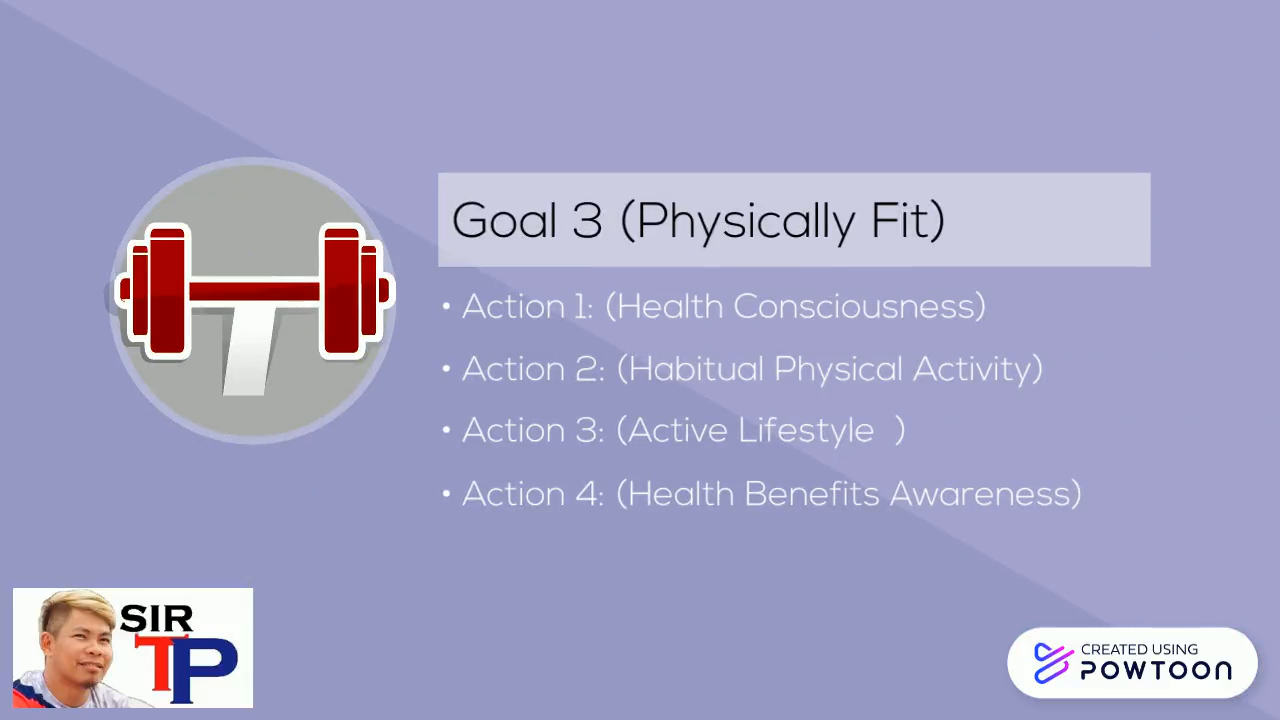 Goal 3 (Physically Fit)
• Action 1: (Health Consciousness)
• Action 2: (Habitual Physical Activity)
• Action 3: (Active Lifestyle  )
• Action 4: (Health Benefits Awareness)
SIR
TP
CREATED USING
POWTOON